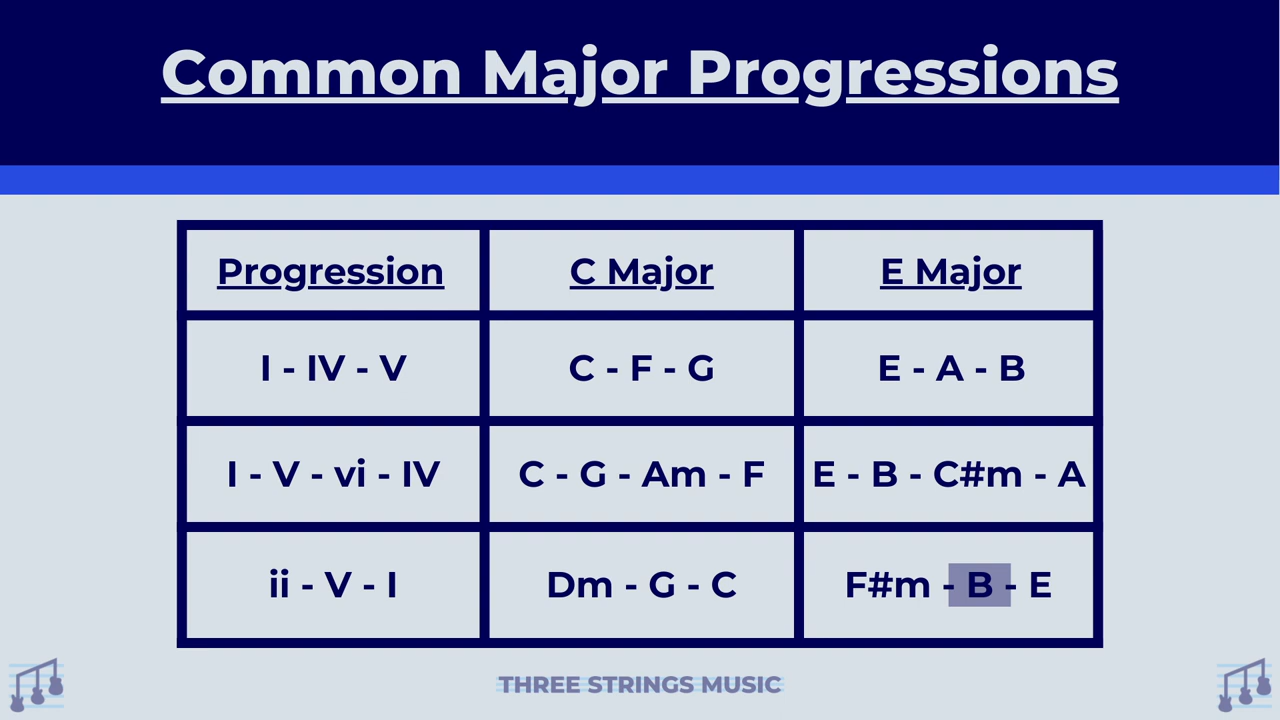 Common Major Progressions
Progression C Major E Major
I - IV - V C - F - G E - A - B
I - V - vi - IV C - G - Am - F E - B - C#m - A
ii - V - I Dm - G - C F#m - B - E
THREE STRINGS MUSIC